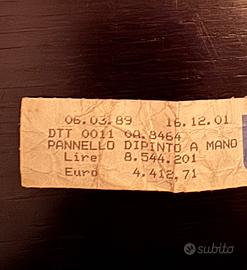 06.03.89 16.12.01
DTT 0011 0A.8464
PANNELLO DIPINTO A MANO
Lire 8.544.201
Euro 4.412,71
subito